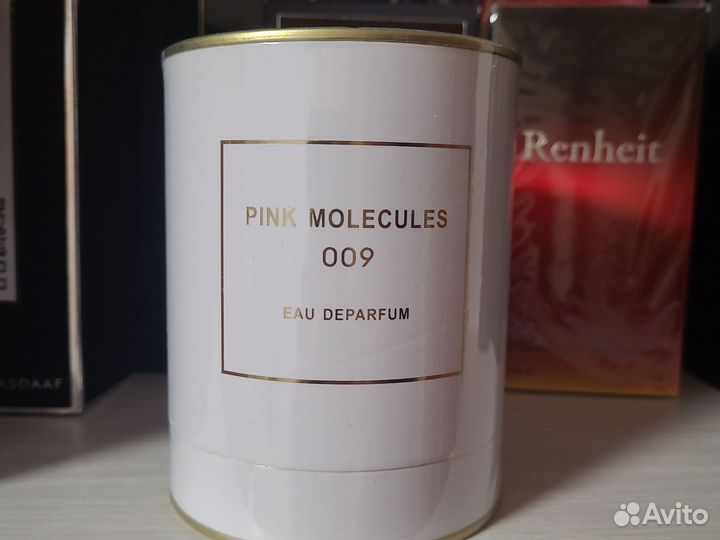 PINK MOLECULES
009
EAU DEPARFUM
Renheit
ASDAAF
Avito